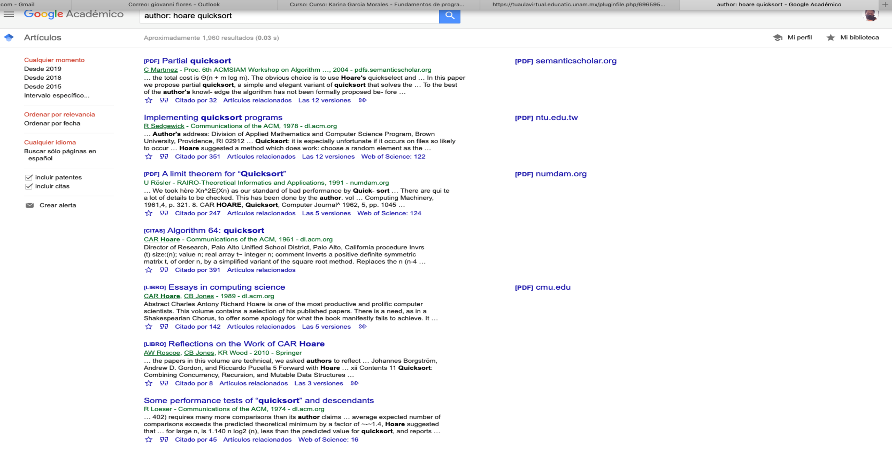 com – Gmail
Correo: giovanni flores – Outlook
Curso: Curso: Karina García Morales - Fundamentos de progra...
author: hoare quicksort - Google Académico
Google Académico
author: hoare quicksort
Artículos
Aproximadamente 1,960 resultados (0.03 s)
Mi perfil
Mi biblioteca
Cualquier momento
Desde 2019
Desde 2018
Desde 2015
Intervalo específico...
Ordenar por relevancia
Ordenar por fecha
Cualquier idioma
Buscar sólo páginas en
español
incluir patentes
incluir citas
Crear alerta
[PDF] Partial quicksort
C Martınez - Proc. 6th ACMSIAM Workshop on Algorithm …, 2004 - pdfs.semanticscholar.org
… the total cost is Θ(n + m log m). The obvious choice is to use Hoare's quickselect and … In this paper
we propose partial quicksort, a simple and elegant variant of quicksort that solves the … To the best
of the author's knowl- edge the algorithm has not been formally proposed be- fore …
Citado por 32 Artículos relacionados Las 12 versiones
[PDF] semanticscholar.org
Implementing quicksort programs
R Sedgewick - Communications of the ACM, 1978 - dl.acm.org
… Author's address: Division of Applied Mathematics and Computer Science Program, Brown
University, Providence, RI 02912 … Quicksort: it is especially unfortunate if it occurs on files so likely
to occur … Hoare suggested a method which does work: choose a random element as the …
Citado por 351 Artículos relacionados Las 12 versiones Web of Science: 122
[PDF] ntu.edu.tw
[PDF] A limit theorem for "Quicksort"
U Rösler - RAIRO-Theoretical Informatics and Applications, 1991 - numdam.org
… We took hère Xn^2E(Xn) as our standard of bad performance by Quick- sort … There are qui te
a lot of details to be checked. This has been done by the author. vol … Computing Machinery,
1961,4, p. 321. 8. CAR HOARE, Quicksort, Computer Journal^ 1962, 5, pp. 1045 …
Citado por 247 Artículos relacionados Las 5 versiones Web of Science: 124
[PDF] numdam.org
[CITAS] Algorithm 64: quicksort
CAR Hoare - Communications of the ACM, 1961 - dl.acm.org
Director of Research, Palo Alto Unified School District, Palo Alto, California procedure Invrs
(t) size:(n); value n; real array t~ integer n; comment inverts a positive definite symmetric
matrix t, of order n, by a simplified variant of the square root method. Replaces the n (n-4 …
Citado por 391 Artículos relacionados
[LIBRO] Essays in computing science
CAR Hoare, CB Jones - 1989 - dl.acm.org
Abstract Charles Antony Richard Hoare is one of the most productive and prolific computer
scientists. This volume contains a selection of his published papers. There is a need, as in a
Shakespearian Chorus, to offer some apology for what the book manifestly fails to achieve. It …
Citado por 142 Artículos relacionados Las 5 versiones
[PDF] cmu.edu
[LIBRO] Reflections on the Work of CAR Hoare
AW Roscoe, CB Jones, KR Wood - 2010 - Springer
… the papers in this volume are technical, we asked authors to reflect … Johannes Borgström,
Andrew D. Gordon, and Riccardo Pucella 5 Forward with Hoare … xii Contents 11 Quicksort:
Combining Concurrency, Recursion, and Mutable Data Structures …
Citado por 8 Artículos relacionados Las 3 versiones
Some performance tests of "quicksort" and descendants
R Loeser - Communications of the ACM, 1974 - dl.acm.org
… 402) requires many more comparisons then its author claims … average expected number of
comparisons exceeds the predicted theoretical minimum by a factor of ~-~1.4, Hoare suggested
that … for large n, is 1.140 n log2 (n), less than the predicted value for quicksort, and reports …
Citado por 45 Artículos relacionados Web of Science: 16